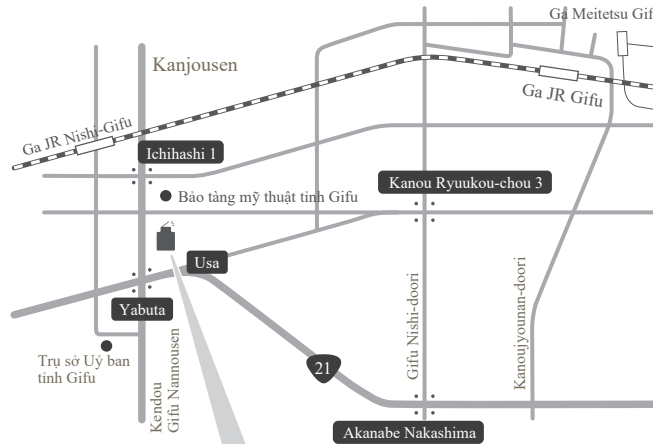 Ga Meitetsu Gifu
Kanjousen
Ga JR Gifu
Ga JR Nishi-Gifu
Ichihashi 1
Bảo tàng mỹ thuật tỉnh Gifu
Kanou Ryuukou-chou 3
Usa
Yabuta
Trụ sở Uỷ ban
tỉnh Gifu
Kendou
Gifu Nannousen
21
Gifu Nishi-doori
Kanoujyounan-doori
Akanabe Nakashima